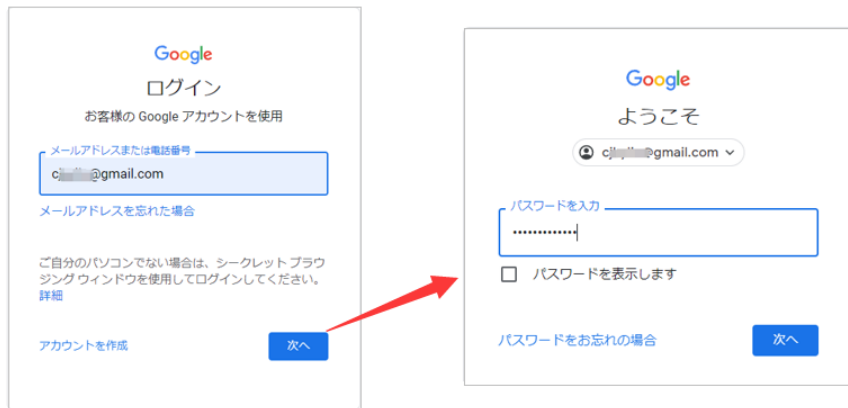 Google
ログイン
お客様の Google アカウントを使用
メールアドレスまたは電話番号
@gmail.com
メールアドレスを忘れた場合
ご自分のパソコンでない場合は、シークレット ブラウ
ジング ウィンドウを使用してログインしてください。
詳細
アカウントを作成
次へ
Google
ようこそ
@gmail.com
パスワードを入力
•••••••••••••
パスワードを表示します
パスワードをお忘れの場合
次へ